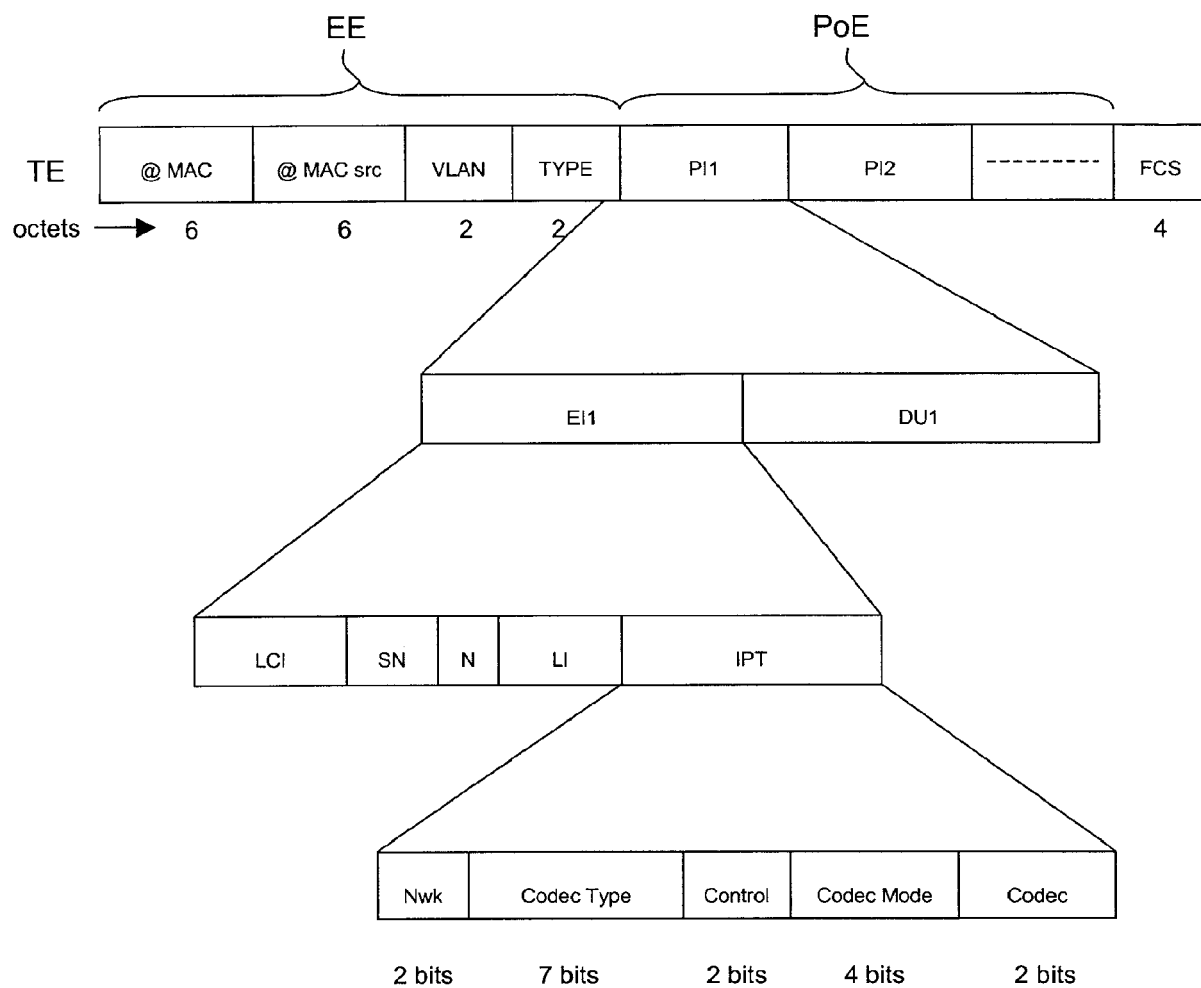 EE PoE
TE @ MAC @ MAC src VLAN TYPE PI1 PI2 FCS
octets 6 6 2 2 4
EI1 DU1
LCI SN N LI IPT
Nwk Codec Type Control Codec Mode Codec
2 bits 7 bits 2 bits 4 bits 2 bits